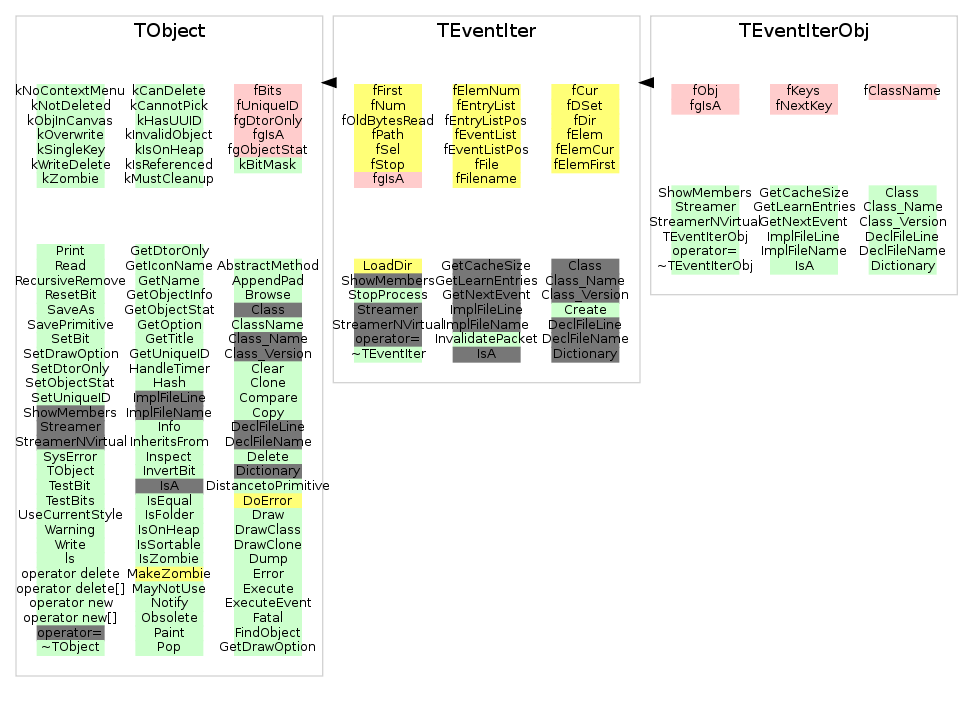 TObject
kNoContextMenu kCanDelete fBits
kNotDeleted kCannotPick fUniqueID
kObjInCanvas kHasUUID fgDtorOnly
kOverwrite kInvalidObject fgIsA
kSingleKey kIsOnHeap fgObjectStat
kWriteDelete kIsReferenced kBitMask
kZombie kMustCleanup
Print GetDtorOnly
Read GetIconName AbstractMethod
RecursiveRemove GetName AppendPad
ResetBit GetObjectInfo Browse
SaveAs GetObjectStat Class
SavePrimitive GetOption ClassName
SetBit GetTitle Class_Name
SetDrawOption GetUniqueID Class_Version
SetDtorOnly HandleTimer Clear
SetObjectStat Hash Clone
SetUniqueID ImplFileLine Compare
ShowMembers ImplFileName Copy
Streamer Info DeclFileLine
StreamerNVirtual InheritsFrom DeclFileName
SysError Inspect Delete
TObject InvertBit Dictionary
TestBit IsA DistancetoPrimitive
TestBits IsEqual DoError
UseCurrentStyle IsFolder Draw
Warning IsOnHeap DrawClass
Write IsSortable DrawClone
ls IsZombie Dump
operator delete MakeZombie Error
operator delete[] MayNotUse Execute
operator new Notify ExecuteEvent
operator new[] Obsolete Fatal
operator= Paint FindObject
~TObject Pop GetDrawOption
TEventIter
fFirst fElemNum fCur
fNum fEntryList fDSet
fOldBytesRead fEntryListPos fDir
fPath fEventList fElem
fSel fEventListPos fElemCur
fStop fFile fElemFirst
fgIsA fFilename
LoadDir GetCacheSize Class
ShowMembers GetLearnEntries Class_Name
StopProcess GetNextEvent Class_Version
Streamer ImplFileLine Create
StreamerNVirtual ImplFileName DeclFileLine
operator= InvalidatePacket DeclFileName
~TEventIter IsA Dictionary
TEventIterObj
fObj fKeys fClassName
fgIsA fNextKey
ShowMembers GetCacheSize Class
Streamer GetLearnEntries Class_Name
StreamerNVirtual GetNextEvent Class_Version
TEventIterObj ImplFileLine DeclFileLine
operator= ImplFileName DeclFileName
~TEventIterObj IsA Dictionary